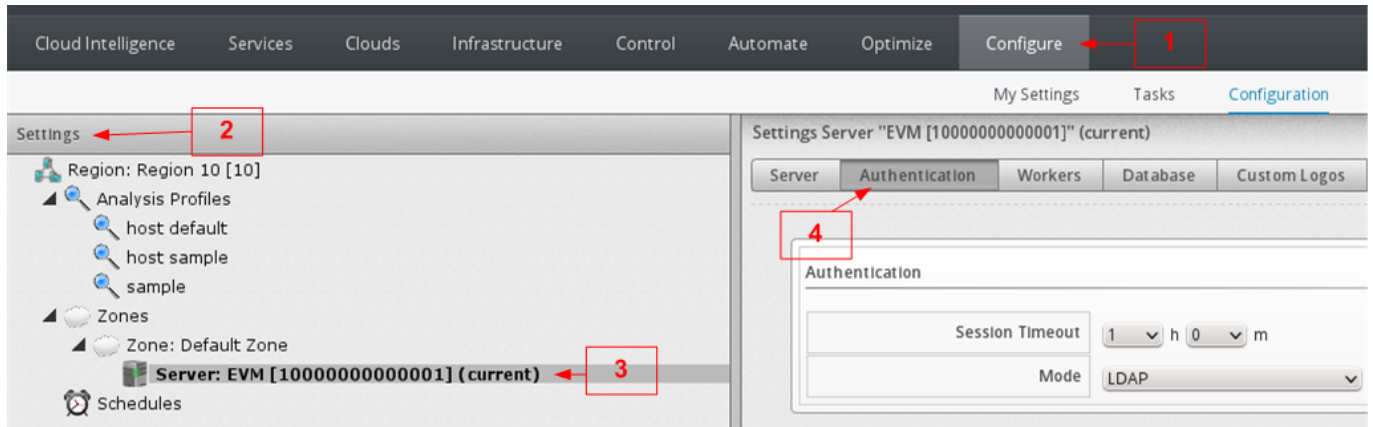 Cloud Intelligence Services Clouds Infrastructure Control Automate Optimize Configure 1
My Settings Tasks Configuration
Settings 2
Region: Region 10 [10]
Analysis Profiles
host default
host sample
sample
Zones
Zone: Default Zone
Server: EVM [10000000000001] (current) 3
Schedules
Settings Server "EVM [10000000000001]" (current)
Server Authentication Workers Database Custom Logos
4
Authentication
Session Timeout 1 h 0 m
Mode LDAP